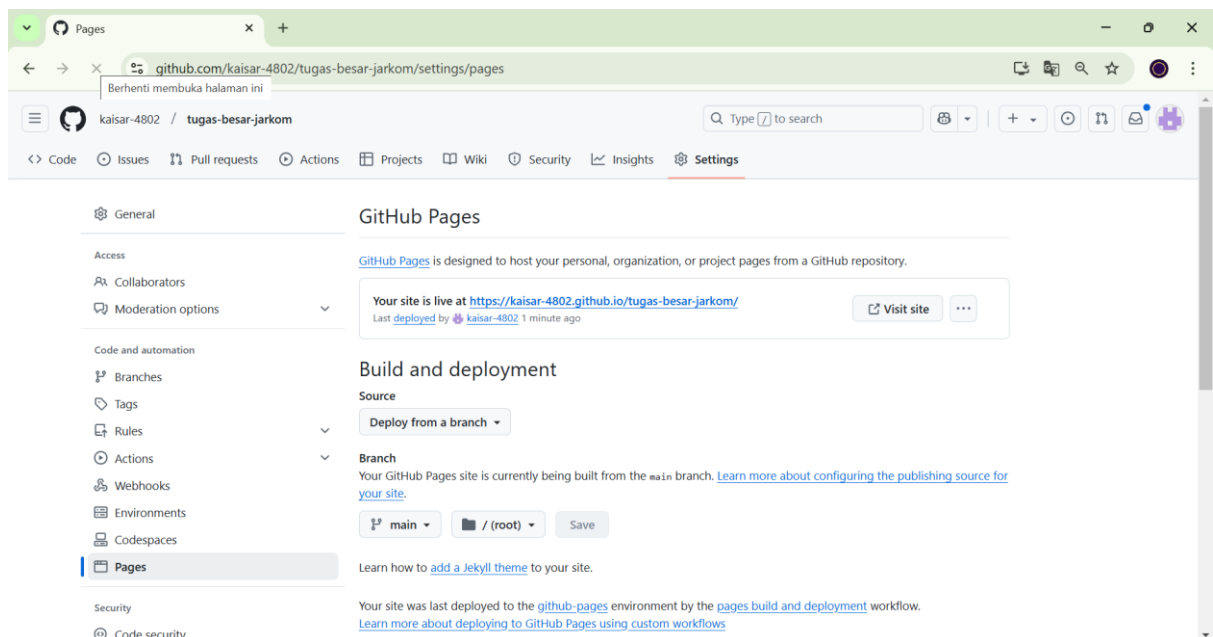 Pages
github.com/kaisar-4802/tugas-besar-jarkom/settings/pages
Berhenti membuka halaman ini
kaisar-4802 / tugas-besar-jarkom
Type / to search
Code
Issues
Pull requests
Actions
Projects
Wiki
Security
Insights
Settings
General
Access
Collaborators
Moderation options
Code and automation
Branches
Tags
Rules
Actions
Webhooks
Environments
Codespaces
Pages
Security
Code security
GitHub Pages
GitHub Pages is designed to host your personal, organization, or project pages from a GitHub repository.
Your site is live at https://kaisar-4802.github.io/tugas-besar-jarkom/
Last deployed by kaisar-4802 1 minute ago
Visit site
Build and deployment
Source
Deploy from a branch
Branch
Your GitHub Pages site is currently being built from the main branch. Learn more about configuring the publishing source for
your site.
main
/ (root)
Save
Learn how to add a Jekyll theme to your site.
Your site was last deployed to the github-pages environment by the pages build and deployment workflow.
Learn more about deploying to GitHub Pages using custom workflows